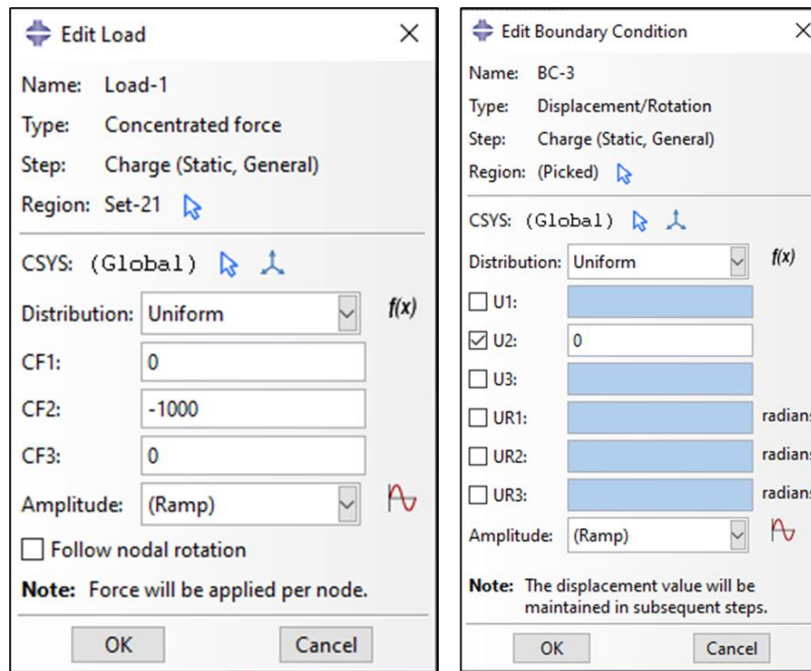 Edit Load
Name: Load-1
Type: Concentrated force
Step: Charge (Static, General)
Region: Set-21
CSYS: (Global)
Distribution: Uniform f(x)
CF1: 0
CF2: -1000
CF3: 0
Amplitude: (Ramp)
Follow nodal rotation
Note: Force will be applied per node.
OK Cancel
Edit Boundary Condition
Name: BC-3
Type: Displacement/Rotation
Step: Charge (Static, General)
Region: (Picked)
CSYS: (Global)
Distribution: Uniform f(x)
U1:
U2: 0
U3:
UR1: radians
UR2: radians
UR3: radians
Amplitude: (Ramp)
Note: The displacement value will be
maintained in subsequent steps.
OK Cancel